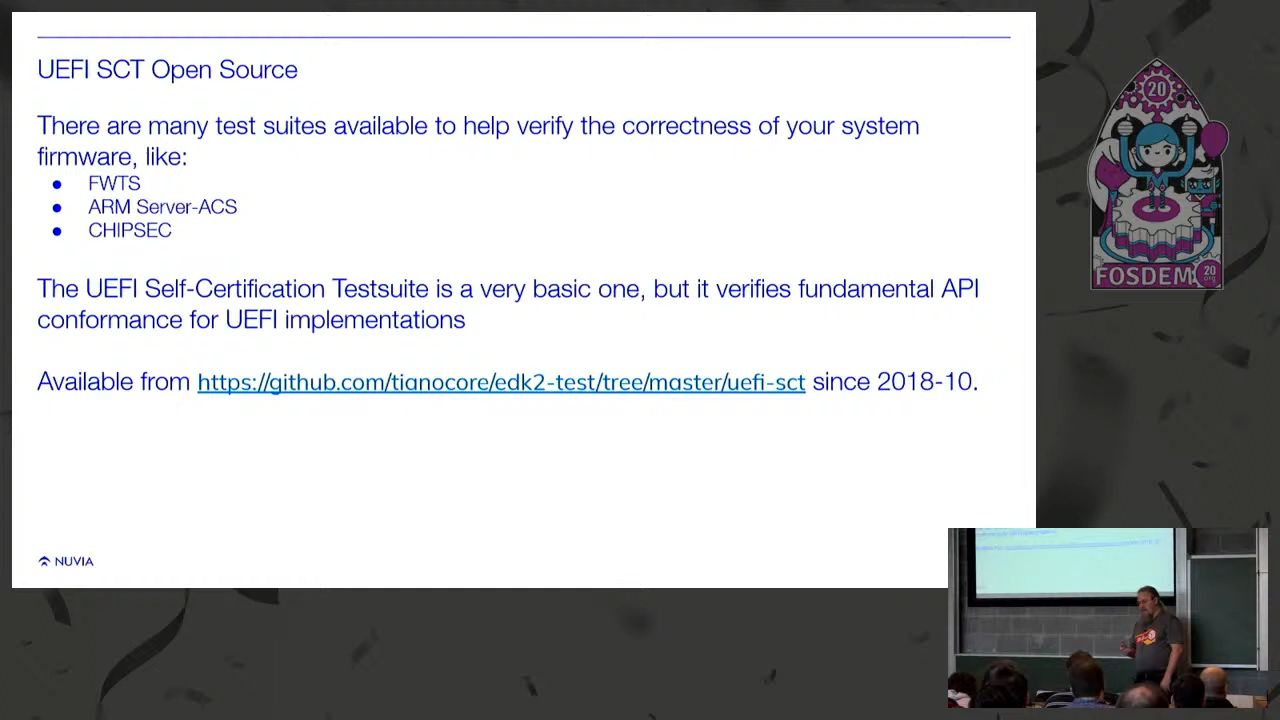 UEFI SCT Open Source
There are many test suites available to help verify the correctness of your system
firmware, like:
● FWTS
● ARM Server-ACS
● CHIPSEC
The UEFI Self-Certification Testsuite is a very basic one, but it verifies fundamental API
conformance for UEFI implementations
Available from https://github.com/tianocore/edk2-test/tree/master/uefi-sct since 2018-10.
NUVIA
20
FOSDEM
20
.org